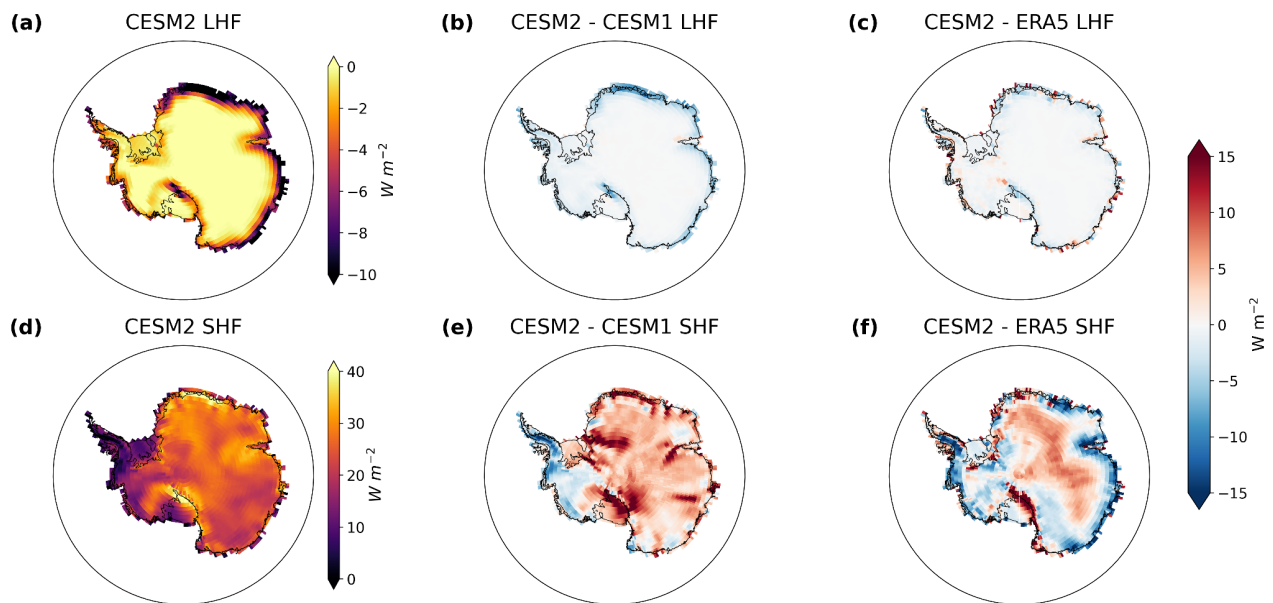 (a) CESM2 LHF
(b) CESM2 - CESM1 LHF
(c) CESM2 - ERA5 LHF
0
−2
−4
−6
−8
−10
W m−2
15
10
5
0
−5
−10
−15
W m−2
(d) CESM2 SHF
(e) CESM2 - CESM1 SHF
(f) CESM2 - ERA5 SHF
40
30
20
10
0
W m−2